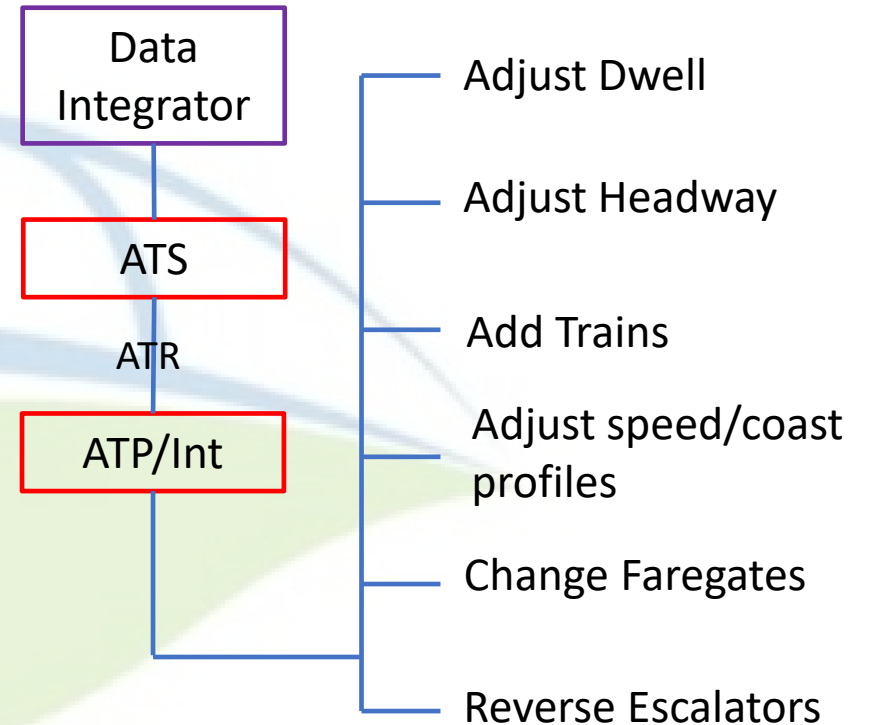 Data
Integrator
ATS
ATR
ATP/Int
Adjust Dwell
Adjust Headway
Add Trains
Adjust speed/coast
profiles
Change Faregates
Reverse Escalators